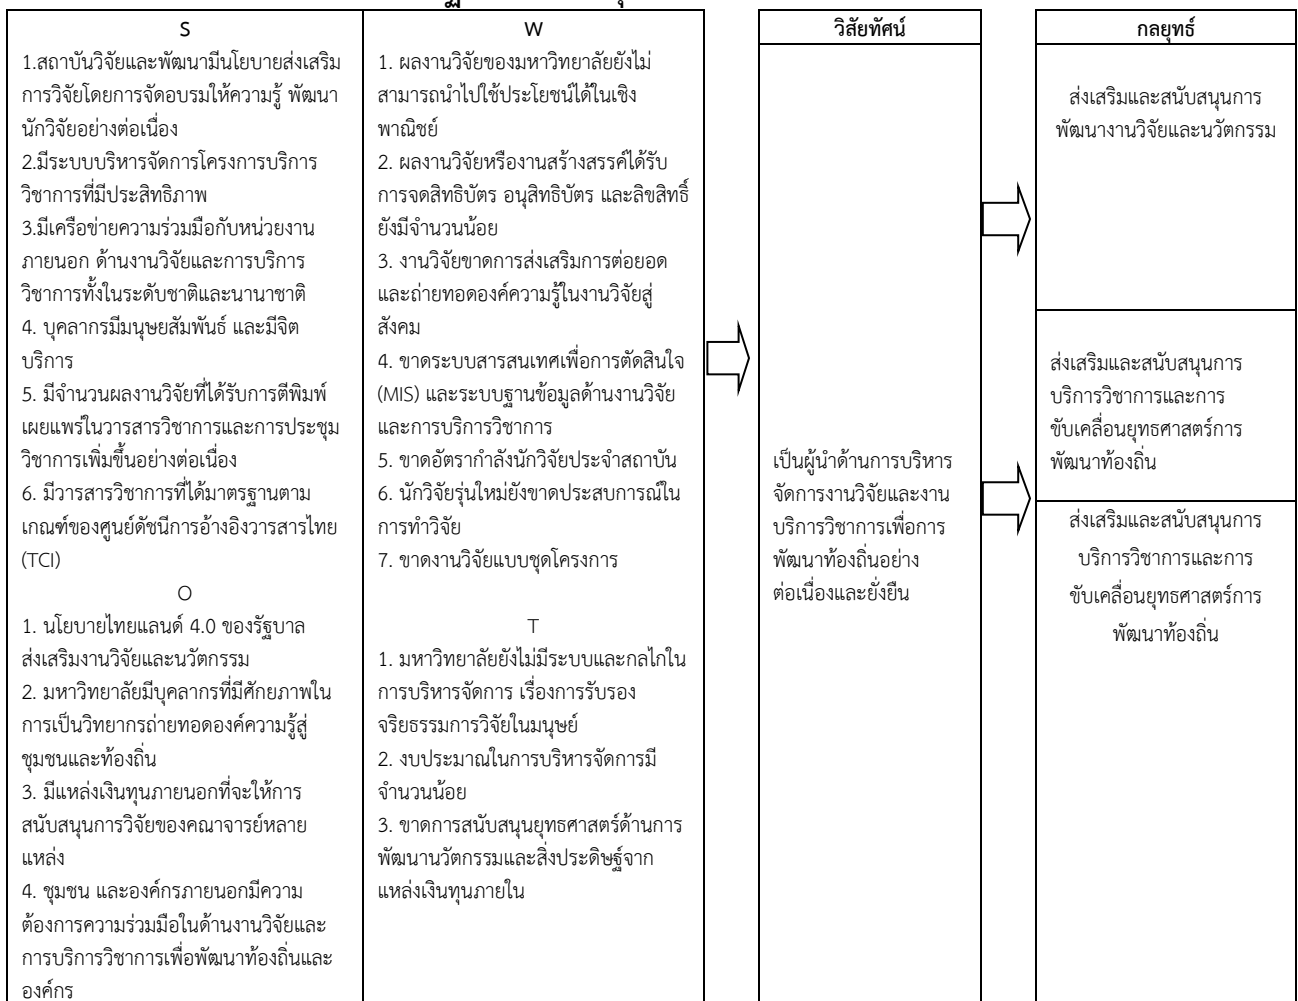 S
1.สถาบันวิจัยและพัฒนามีนโยบายส่งเสริม
การวิจัยโดยการจัดอบรมให้ความรู้ พัฒนา
นักวิจัยอย่างต่อเนื่อง
2.มีระบบบริหารจัดการโครงการบริการ
วิชาการที่มีประสิทธิภาพ
3.มีเครือข่ายความร่วมมือกับหน่วยงาน
ภายนอก ด้านงานวิจัยและการบริการ
วิชาการทั้งในระดับชาติและนานาชาติ
4. บุคลากรมีมนุษยสัมพันธ์ และมีจิต
บริการ
5. มีจำนวนผลงานวิจัยที่ได้รับการตีพิมพ์
เผยแพร่ในวารสารวิชาการและการประชุม
วิชาการเพิ่มขึ้นอย่างต่อเนื่อง
6. มีวารสารวิชาการที่ได้มาตรฐานตาม
เกณฑ์ของศูนย์ดัชนีการอ้างอิงวารสารไทย
(TCI)
O
1. นโยบายไทยแลนด์ 4.0 ของรัฐบาล
ส่งเสริมงานวิจัยและนวัตกรรม
2. มหาวิทยาลัยมีบุคลากรที่มีศักยภาพใน
การเป็นวิทยากรถ่ายทอดองค์ความรู้สู่
ชุมชนและท้องถิ่น
3. มีแหล่งเงินทุนภายนอกที่จะให้การ
สนับสนุนการวิจัยของคณาจารย์หลาย
แหล่ง
4. ชุมชน และองค์กรภายนอกมีความ
ต้องการความร่วมมือในด้านงานวิจัยและ
การบริการวิชาการเพื่อพัฒนาท้องถิ่นและ
องค์กร
W
1. ผลงานวิจัยของมหาวิทยาลัยยังไม่
สามารถนำไปใช้ประโยชน์ได้ในเชิง
พาณิชย์
2. ผลงานวิจัยหรืองานสร้างสรรค์ได้รับ
การจดสิทธิบัตร อนุสิทธิบัตร และลิขสิทธิ์
ยังมีจำนวนน้อย
3. งานวิจัยขาดการส่งเสริมการต่อยอด
และถ่ายทอดองค์ความรู้ในงานวิจัยสู่
สังคม
4. ขาดระบบสารสนเทศเพื่อการตัดสินใจ
(MIS) และระบบฐานข้อมูลด้านงานวิจัย
และการบริการวิชาการ
5. ขาดอัตรากำลังนักวิจัยประจำสถาบัน
6. นักวิจัยรุ่นใหม่ยังขาดประสบการณ์ใน
การทำวิจัย
7. ขาดงานวิจัยแบบชุดโครงการ
T
1. มหาวิทยาลัยยังไม่มีระบบและกลไกใน
การบริหารจัดการ เรื่องการรับรอง
จริยธรรมการวิจัยในมนุษย์
2. งบประมาณในการบริหารจัดการมี
จำนวนน้อย
3. ขาดการสนับสนุนยุทธศาสตร์ด้านการ
พัฒนานวัตกรรมและสิ่งประดิษฐ์จาก
แหล่งเงินทุนภายใน
วิสัยทัศน์
เป็นผู้นำด้านการบริหาร
จัดการงานวิจัยและงาน
บริการวิชาการเพื่อการ
พัฒนาท้องถิ่นอย่าง
ต่อเนื่องและยั่งยืน
กลยุทธ์
ส่งเสริมและสนับสนุนการ
พัฒนางานวิจัยและนวัตกรรม
ส่งเสริมและสนับสนุนการ
บริการวิชาการและการ
ขับเคลื่อนยุทธศาสตร์การ
พัฒนาท้องถิ่น
ส่งเสริมและสนับสนุนการ
บริการวิชาการและการ
ขับเคลื่อนยุทธศาสตร์การ
พัฒนาท้องถิ่น